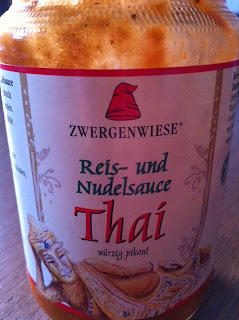 ZWERGENWIESE®
Reis- und
Nudelsauce
Thai
würzig pikant